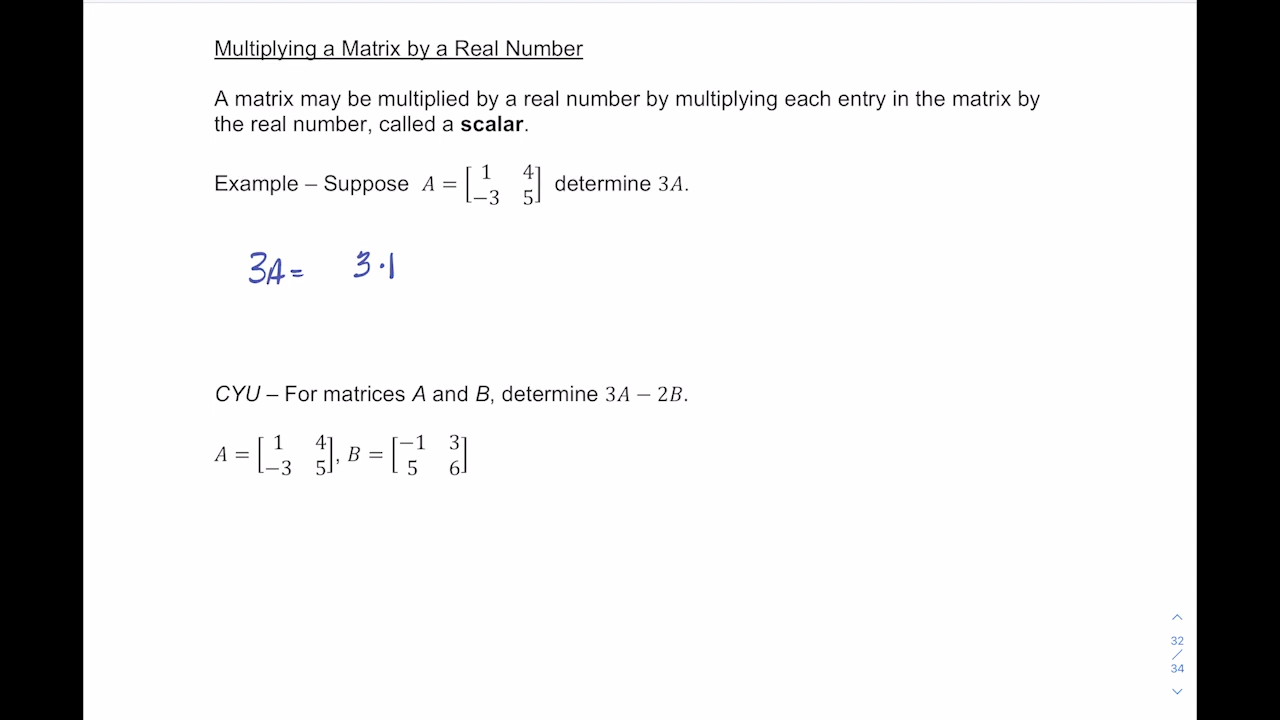 Multiplying a Matrix by a Real Number
A matrix may be multiplied by a real number by multiplying each entry in the matrix by
the real number, called a scalar.
Example – Suppose A = [1 4; −3 5] determine 3A.
3A = 3·1
CYU – For matrices A and B, determine 3A − 2B.
A = [1 4; −3 5], B = [−1 3; 5 6]
32
/
34